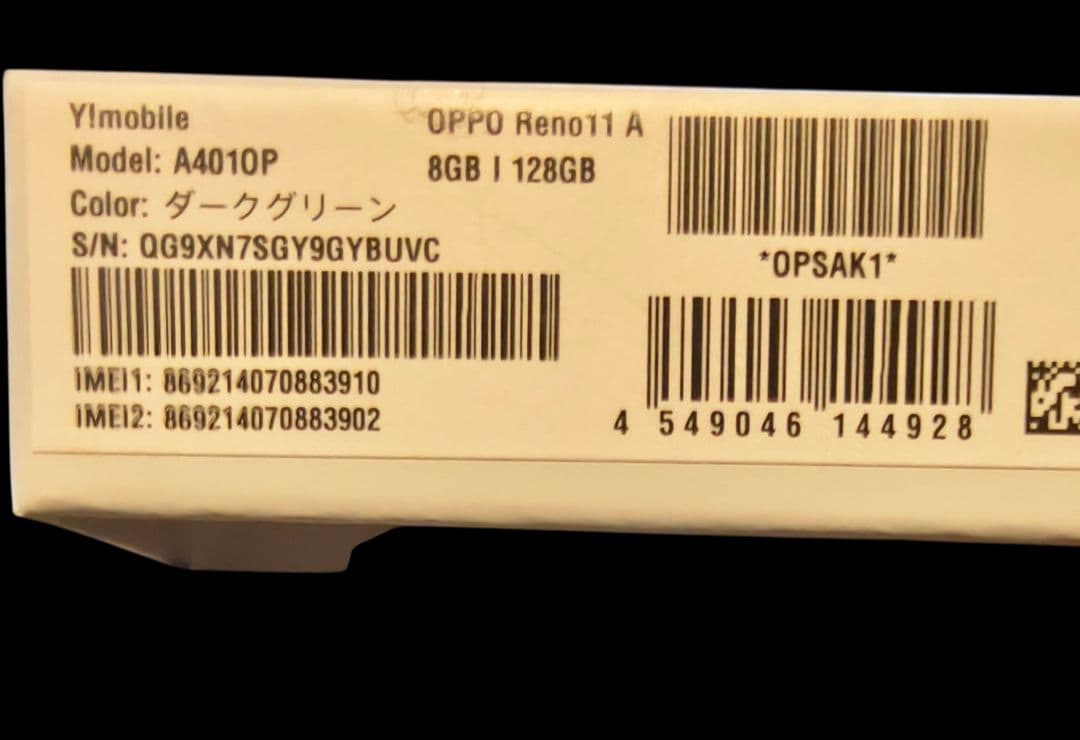 Y!mobile
Model: A401OP
Color: ダークグリーン
S/N: QG9XN7SGY9GYBUVC
IMEI1: 869214070883910
IMEI2: 869214070883902
OPPO Reno11 A
8GB | 128GB
*OPSAK1*
4 549046 144928